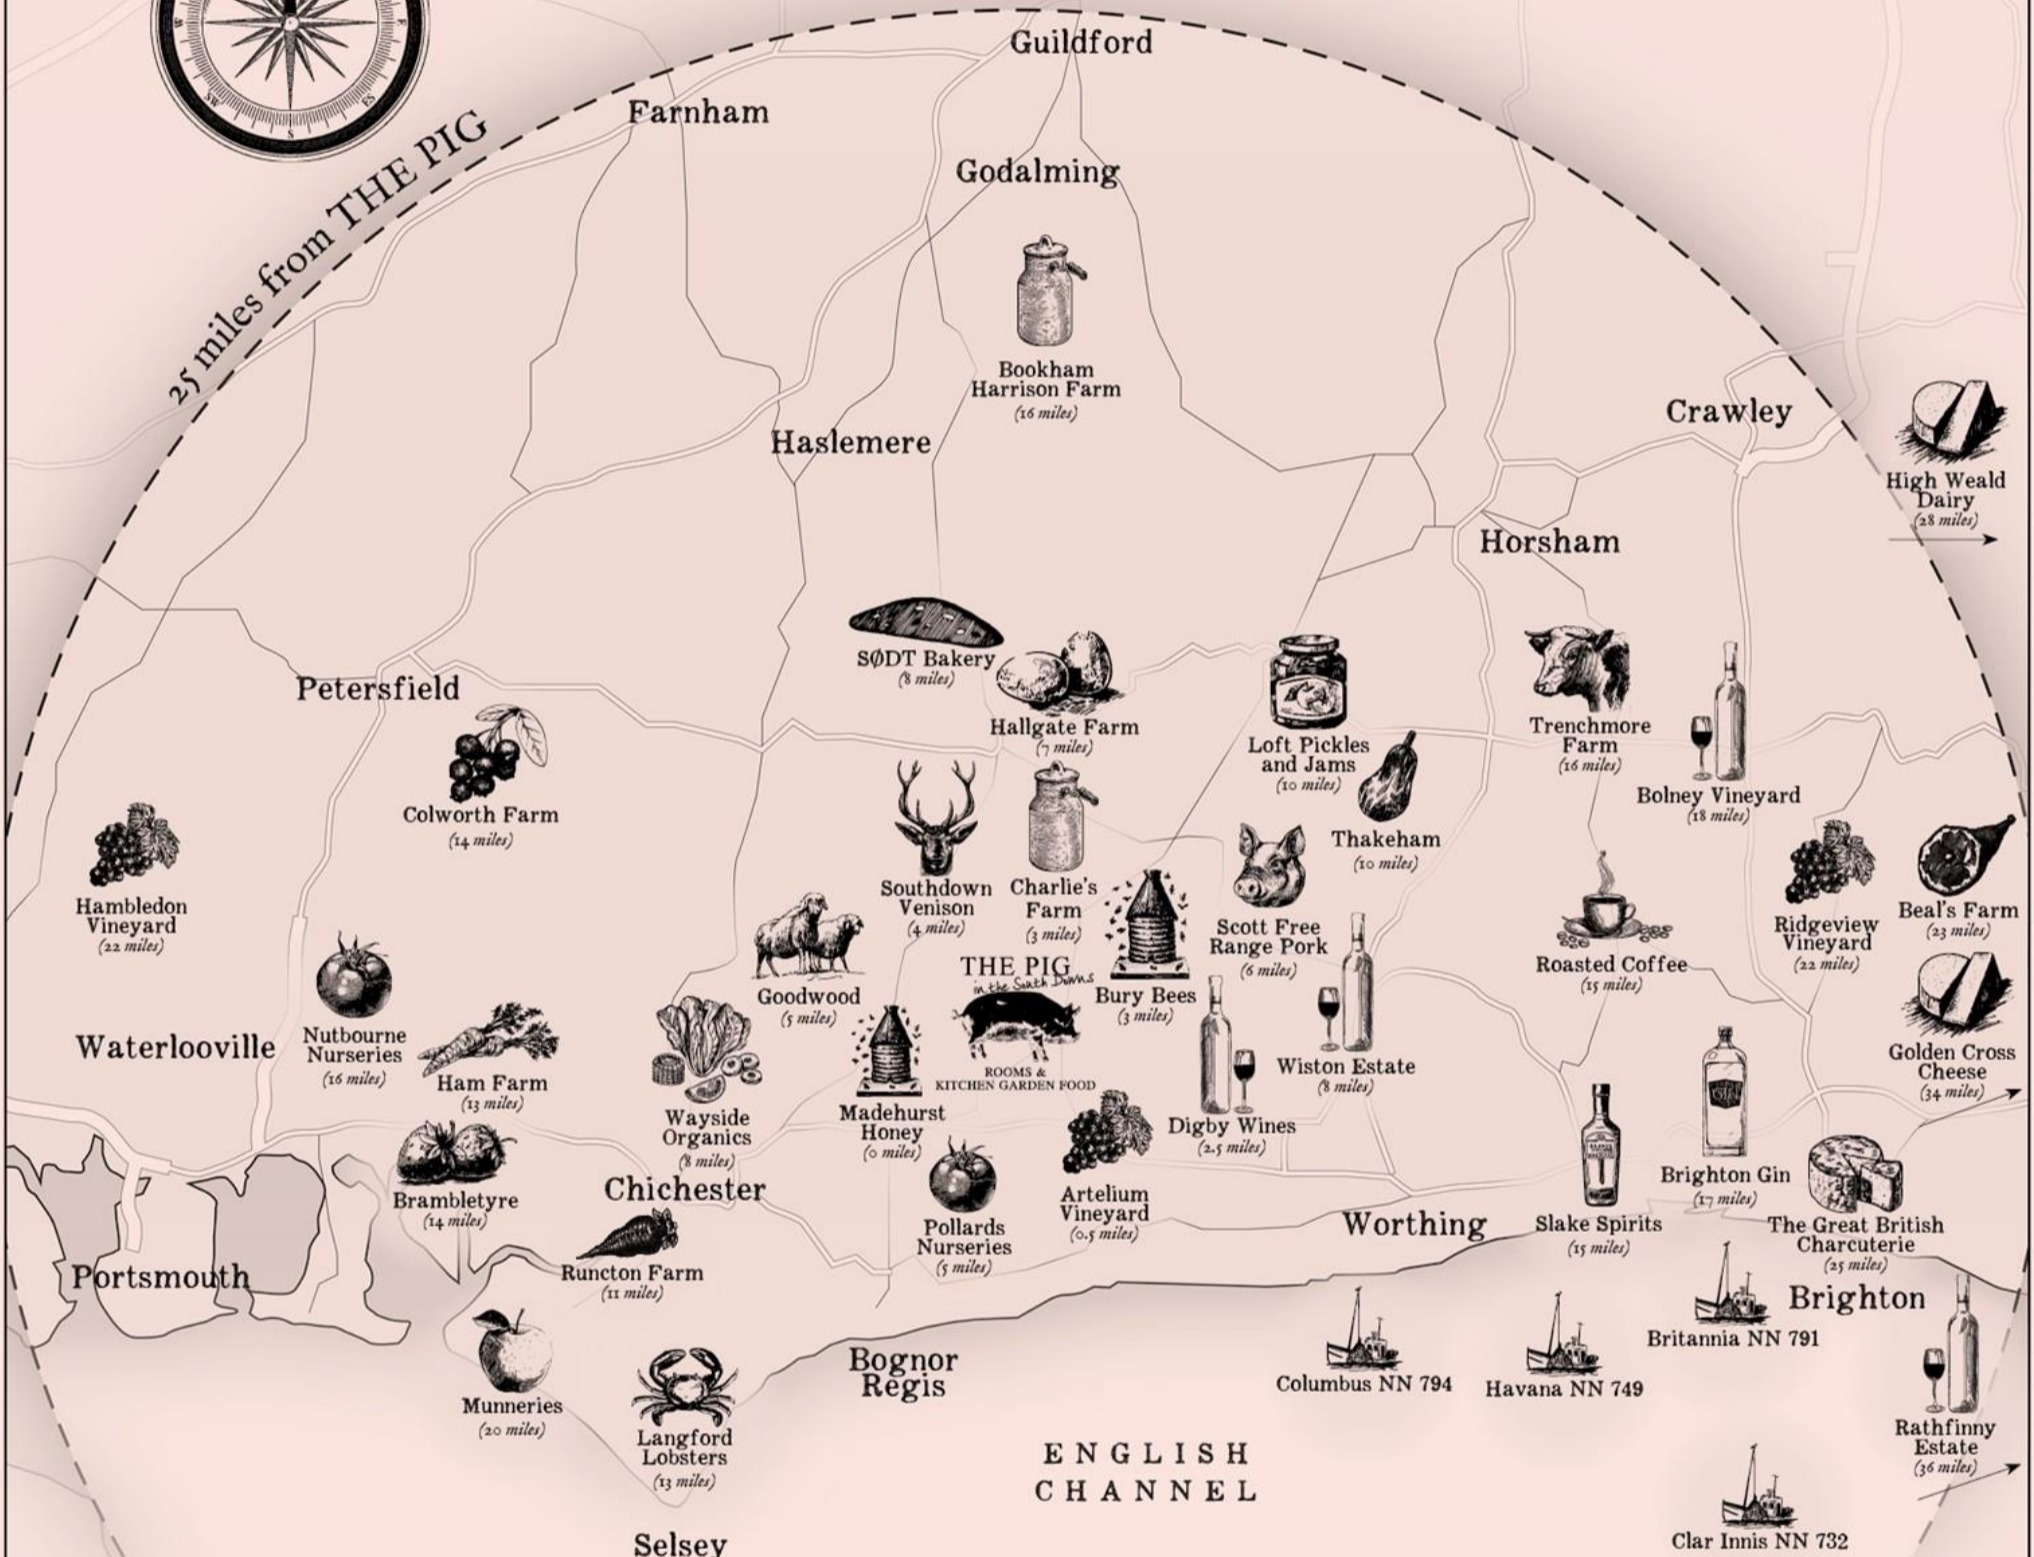 Guildford
Farnham
25 miles from THE PIG
Godalming
SW
S
ES
W
E
Bookham
Harrison Farm
(16 miles)
Crawley
Haslemere
High Weald
Dairy
(28 miles)
Horsham
SØDT Bakery
(8 miles)
Petersfield
Hallgate Farm
(7 miles)
Loft Pickles
and Jams
(10 miles)
Trenchmore
Farm
(16 miles)
Bolney Vineyard
(18 miles)
Colworth Farm
(14 miles)
Thakeham
(10 miles)
Hambledon
Vineyard
(22 miles)
Southdown
Venison
(4 miles)
Charlie's
Farm
(3 miles)
Scott Free
Range Pork
(6 miles)
Ridgeview
Vineyard
(22 miles)
Beal's Farm
(23 miles)
Roasted Coffee
(15 miles)
THE PIG
in the South Downs
ROOMS &
KITCHEN GARDEN FOOD
Goodwood
(5 miles)
Bury Bees
(3 miles)
Waterlooville
Nutbourne
Nurseries
(16 miles)
Ham Farm
(13 miles)
Wiston Estate
(8 miles)
Golden Cross
Cheese
(34 miles)
Wayside
Organics
(8 miles)
Madehurst
Honey
(0 miles)
Digby Wines
(2.5 miles)
GIN
Brighton Gin
(17 miles)
Brambletyre
(14 miles)
Chichester
Artelium
Vineyard
(0.5 miles)
Pollards
Nurseries
(5 miles)
Worthing
Slake Spirits
(15 miles)
The Great British
Charcuterie
(25 miles)
Portsmouth
Runcton Farm
(11 miles)
Brighton
Britannia NN 791
Bognor
Regis
Columbus NN 794
Havana NN 749
Munneries
(20 miles)
Langford
Lobsters
(13 miles)
Rathfinny
Estate
(36 miles)
ENGLISH
CHANNEL
Clar Innis NN 732
Selsey